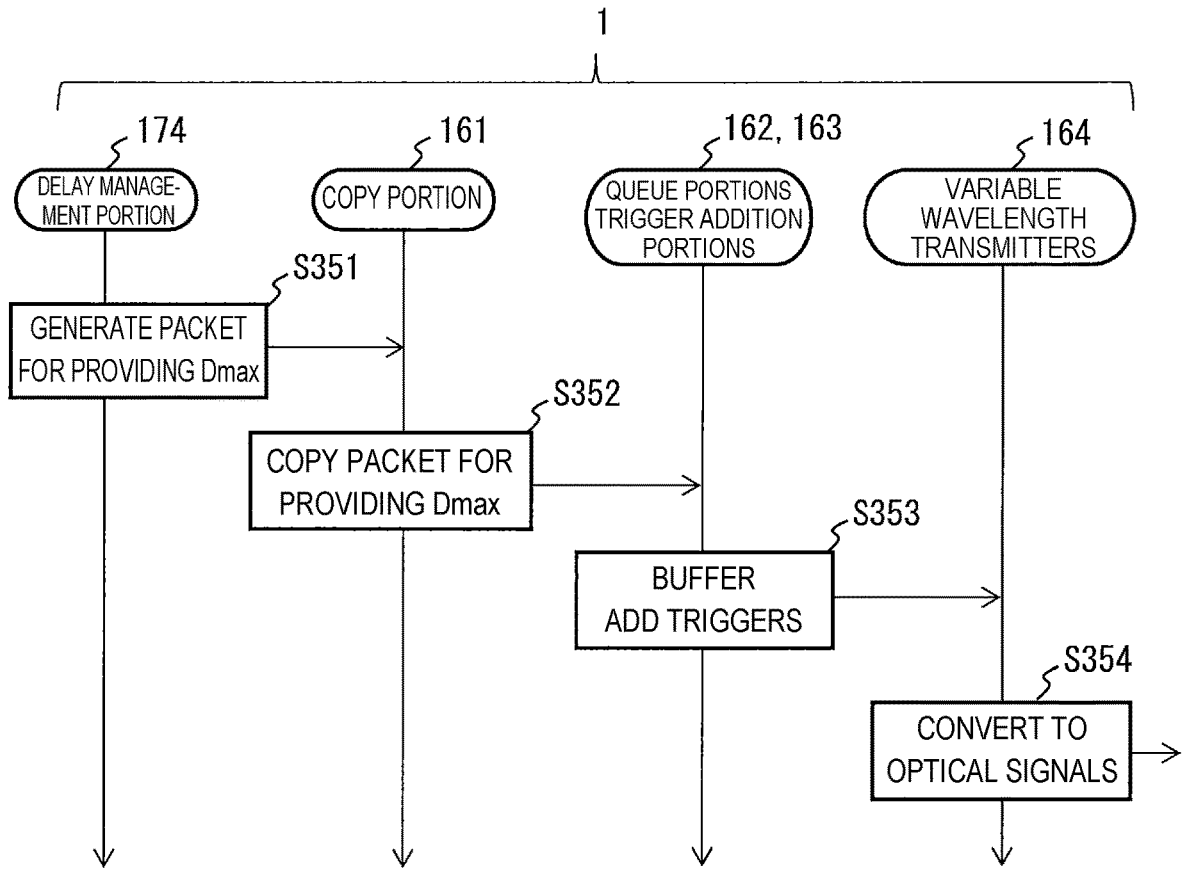 1
174
161
162, 163
164
DELAY MANAGE-
MENT PORTION
COPY PORTION
QUEUE PORTIONS
TRIGGER ADDITION
PORTIONS
VARIABLE
WAVELENGTH
TRANSMITTERS
S351
GENERATE PACKET
FOR PROVIDING Dmax
S352
COPY PACKET FOR
PROVIDING Dmax
S353
BUFFER
ADD TRIGGERS
S354
CONVERT TO
OPTICAL SIGNALS